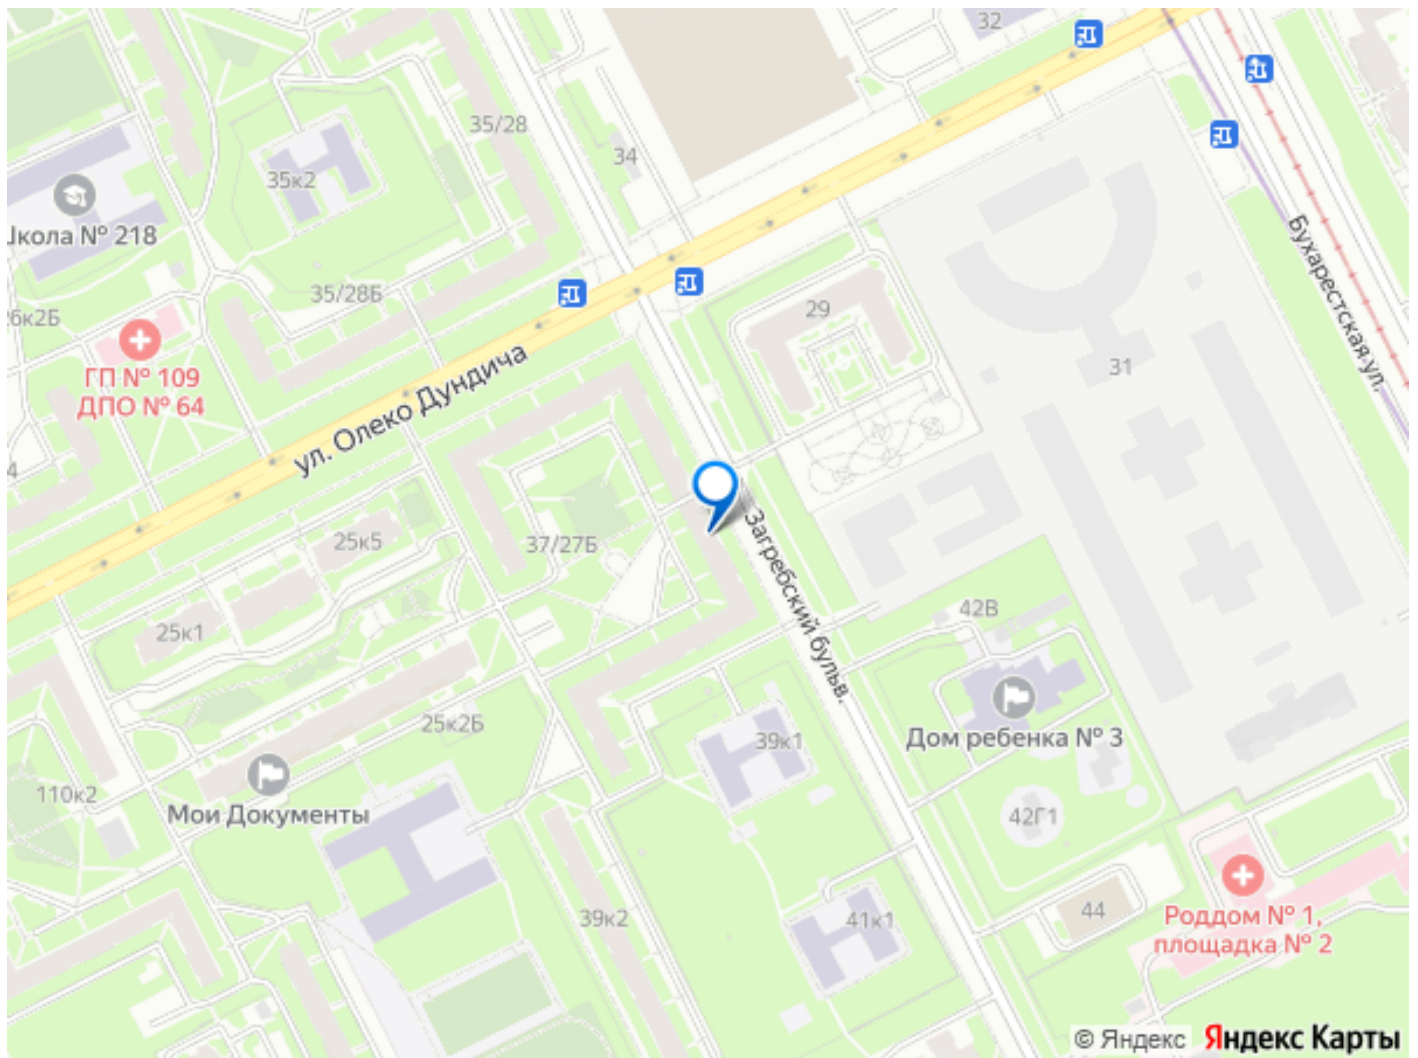 32
35/28
34
35к2
Школа № 218
35/28Б
26к2Б
29
Бухарестская ул.
31
ГП № 109
ДПО № 64
ул. Олеко Дундича
4
25к5
37/27Б
Загребский бульв.
25к1
42В
25к2Б
39к1
Дом ребенка № 3
110к2
Мои Документы
42Г1
39к2
41к1
44
Роддом № 1,
площадка № 2
© Яндекс Яндекс Карты